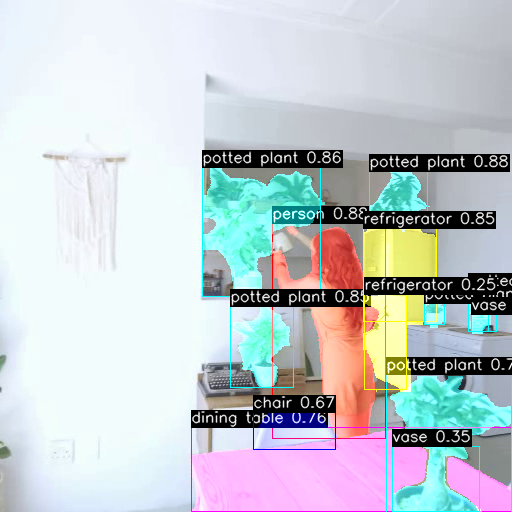 potted plant 0.86
potted plant 0.88
person 0.88
refrigerator 0.85
refrigerator 0.25
potted plant 0.85
vase
potted plant 0.7
chair 0.67
dining table 0.76
vase 0.35